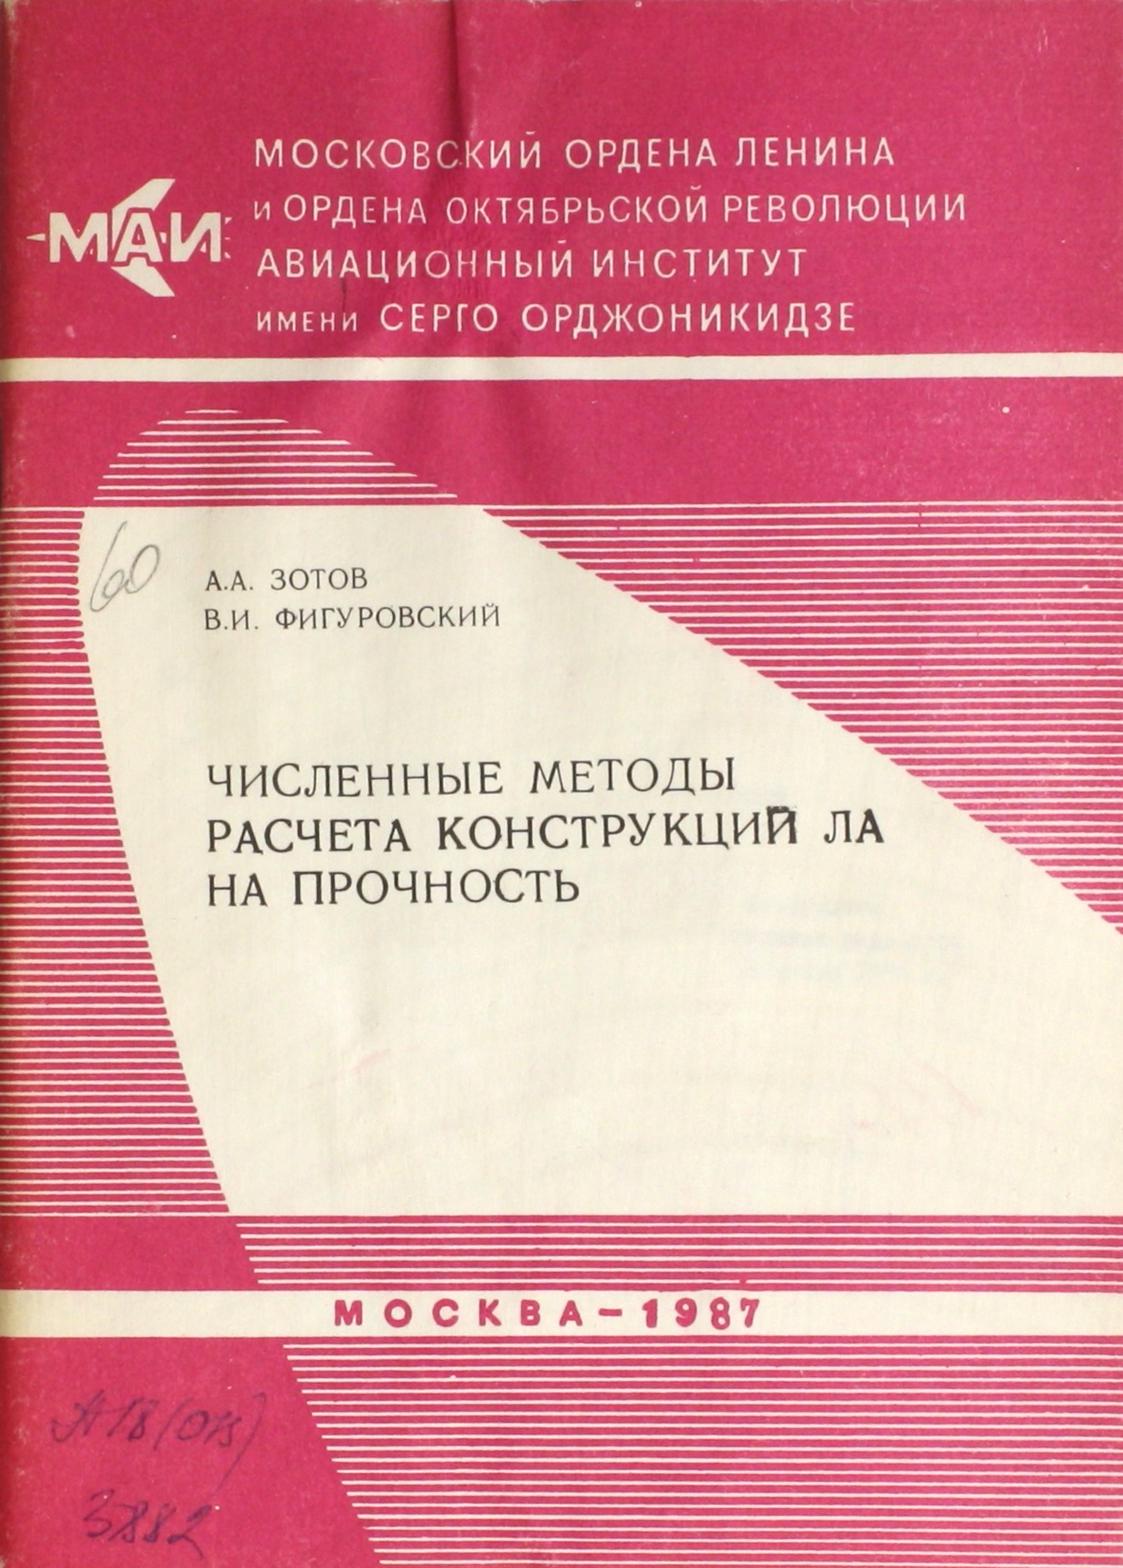 МОСКОВСКИЙ ОРДЕНА ЛЕНИНА
и ОРДЕНА ОКТЯБРЬСКОЙ РЕВОЛЮЦИИ
МАИ
АВИАЦИОННЫЙ ИНСТИТУТ
ИМЕНИ СЕРГО ОРДЖОНИКИДЗЕ
60
А.А. ЗОТОВ
В.И. ФИГУРОВСКИЙ
ЧИСЛЕННЫЕ МЕТОДЫ
РАСЧЕТА КОНСТРУКЦИЙ ЛА
НА ПРОЧНОСТЬ
МОСКВА – 1987
3882